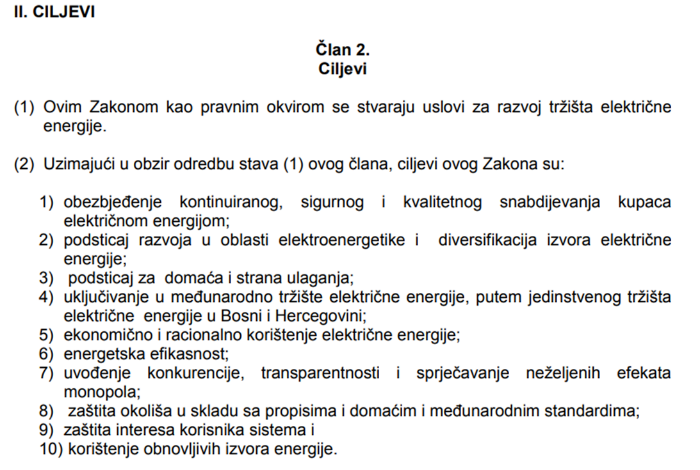 II. CILJEVI
Član 2.
Ciljevi
(1) Ovim Zakonom kao pravnim okvirom se stvaraju uslovi za razvoj tržišta električne
energije.
(2) Uzimajući u obzir odredbu stava (1) ovog člana, ciljevi ovog Zakona su:
1) obezbjeđenje kontinuiranog, sigurnog i kvalitetnog snabdijevanja kupaca
električnom energijom;
2) podsticaj razvoja u oblasti elektroenergetike i diversifikacija izvora električne
energije;
3) podsticaj za domaća i strana ulaganja;
4) uključivanje u međunarodno tržište električne energije, putem jedinstvenog tržišta
električne energije u Bosni i Hercegovini;
5) ekonomično i racionalno korištenje električne energije;
6) energetska efikasnost;
7) uvođenje konkurencije, transparentnosti i sprječavanje neželjenih efekata
monopola;
8) zaštita okoliša u skladu sa propisima i domaćim i međunarodnim standardima;
9) zaštita interesa korisnika sistema i
10) korištenje obnovljivih izvora energije.